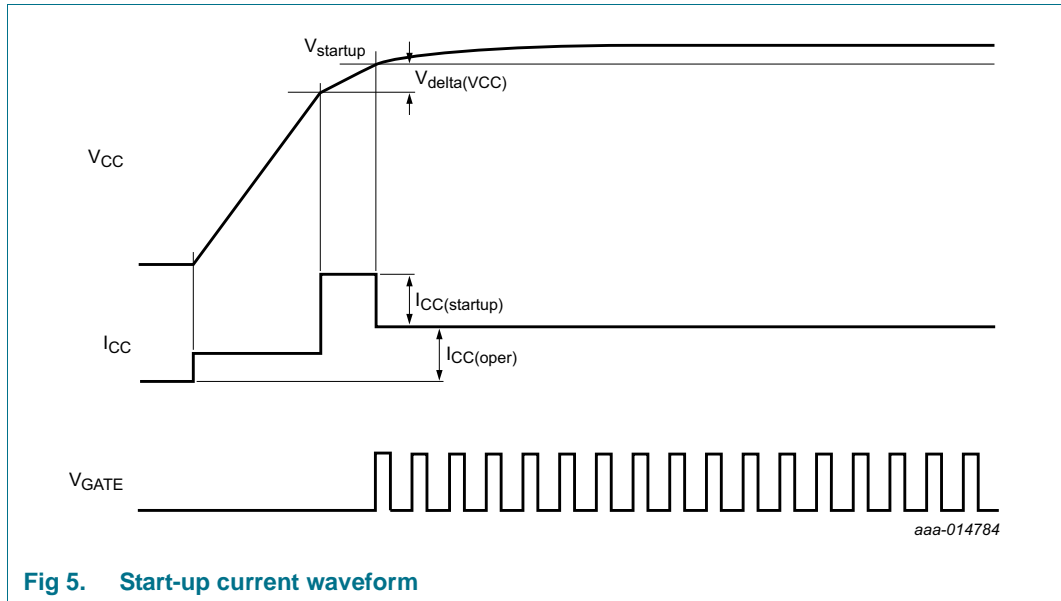 Vstartup
Vdelta(VCC)
VCC
ICC(startup)
ICC
ICC(oper)
VGATE
aaa-014784
Fig 5. Start-up current waveform